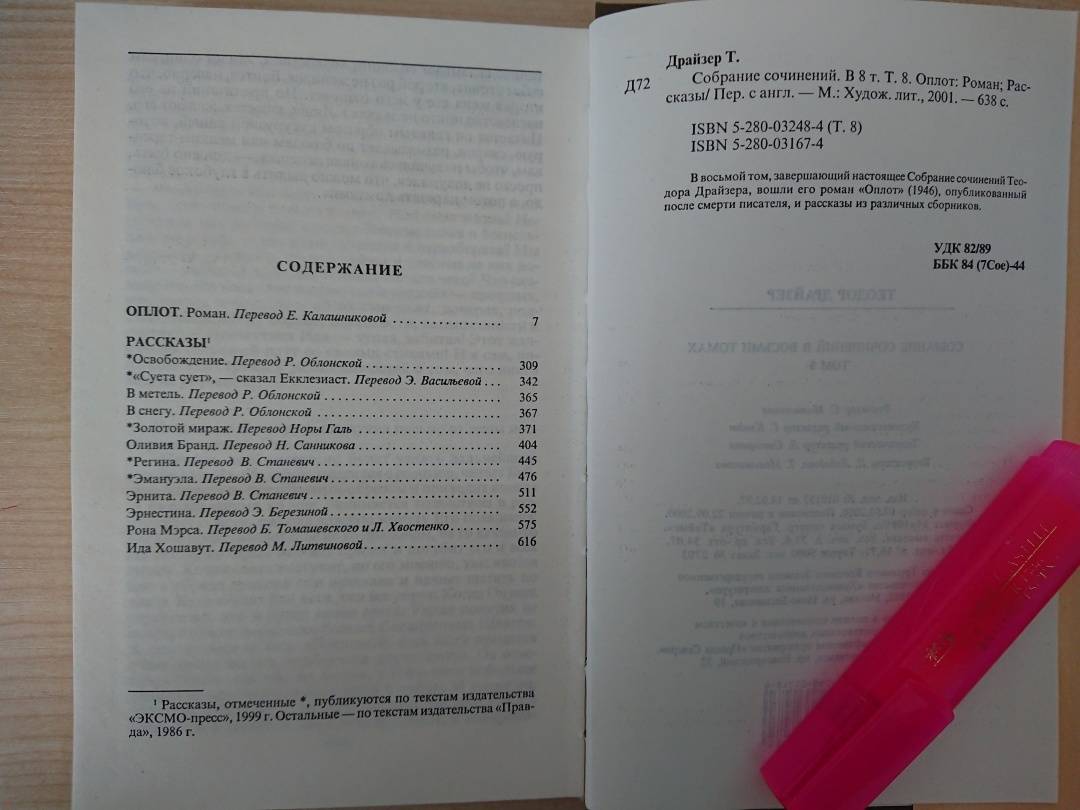 СОДЕРЖАНИЕ
ОПЛОТ. Роман. Перевод Е. Калашниковой . . . . . . . . . . . . . . . . . 7
РАССКАЗЫ¹
*Освобождение. Перевод Р. Облонской . . . . . . . . . . . . . . . . . . . . . 309
*«Суета сует», — сказал Екклезиаст. Перевод Э. Васильевой . . . 342
В метель. Перевод Р. Облонской . . . . . . . . . . . . . . . . . . . . . . . . . . . 365
В снегу. Перевод Р. Облонской . . . . . . . . . . . . . . . . . . . . . . . . . . . . 367
*Золотой мираж. Перевод Норы Галь . . . . . . . . . . . . . . . . . . . . . . 371
Оливия Бранд. Перевод Н. Санникова . . . . . . . . . . . . . . . . . . . . . . 404
*Регина. Перевод В. Станевич . . . . . . . . . . . . . . . . . . . . . . . . . . . . 445
*Эмануэла. Перевод В. Станевич . . . . . . . . . . . . . . . . . . . . . . . . . . 476
Эрнита. Перевод В. Станевич . . . . . . . . . . . . . . . . . . . . . . . . . . . . . 511
Эрнестина. Перевод Э. Березиной . . . . . . . . . . . . . . . . . . . . . . . . . . 552
Рона Мэрса. Перевод Б. Томашевского и Л. Хвостенко. . . . . . . . 575
Ида Хошавут. Перевод М. Литвиновой . . . . . . . . . . . . . . . . . . . . . 616
¹ Рассказы, отмеченные *, публикуются по текстам издательства
«ЭКСМО-пресс», 1999 г. Остальные — по текстам издательства «Прав-
да», 1986 г.
Драйзер Т.
Д72 Собрание сочинений. В 8 т. Т. 8. Оплот: Роман; Рас-
сказы/ Пер. с англ. — М.: Худож. лит., 2001. — 638 с.
ISBN 5-280-03248-4 (Т. 8)
ISBN 5-280-03167-4
В восьмой том, завершающий настоящее Собрание сочинений Тео-
дора Драйзера, вошли его роман «Оплот» (1946), опубликованный
после смерти писателя, и рассказы из различных сборников.
УДК 82/89
ББК 84 (7Сое)-44